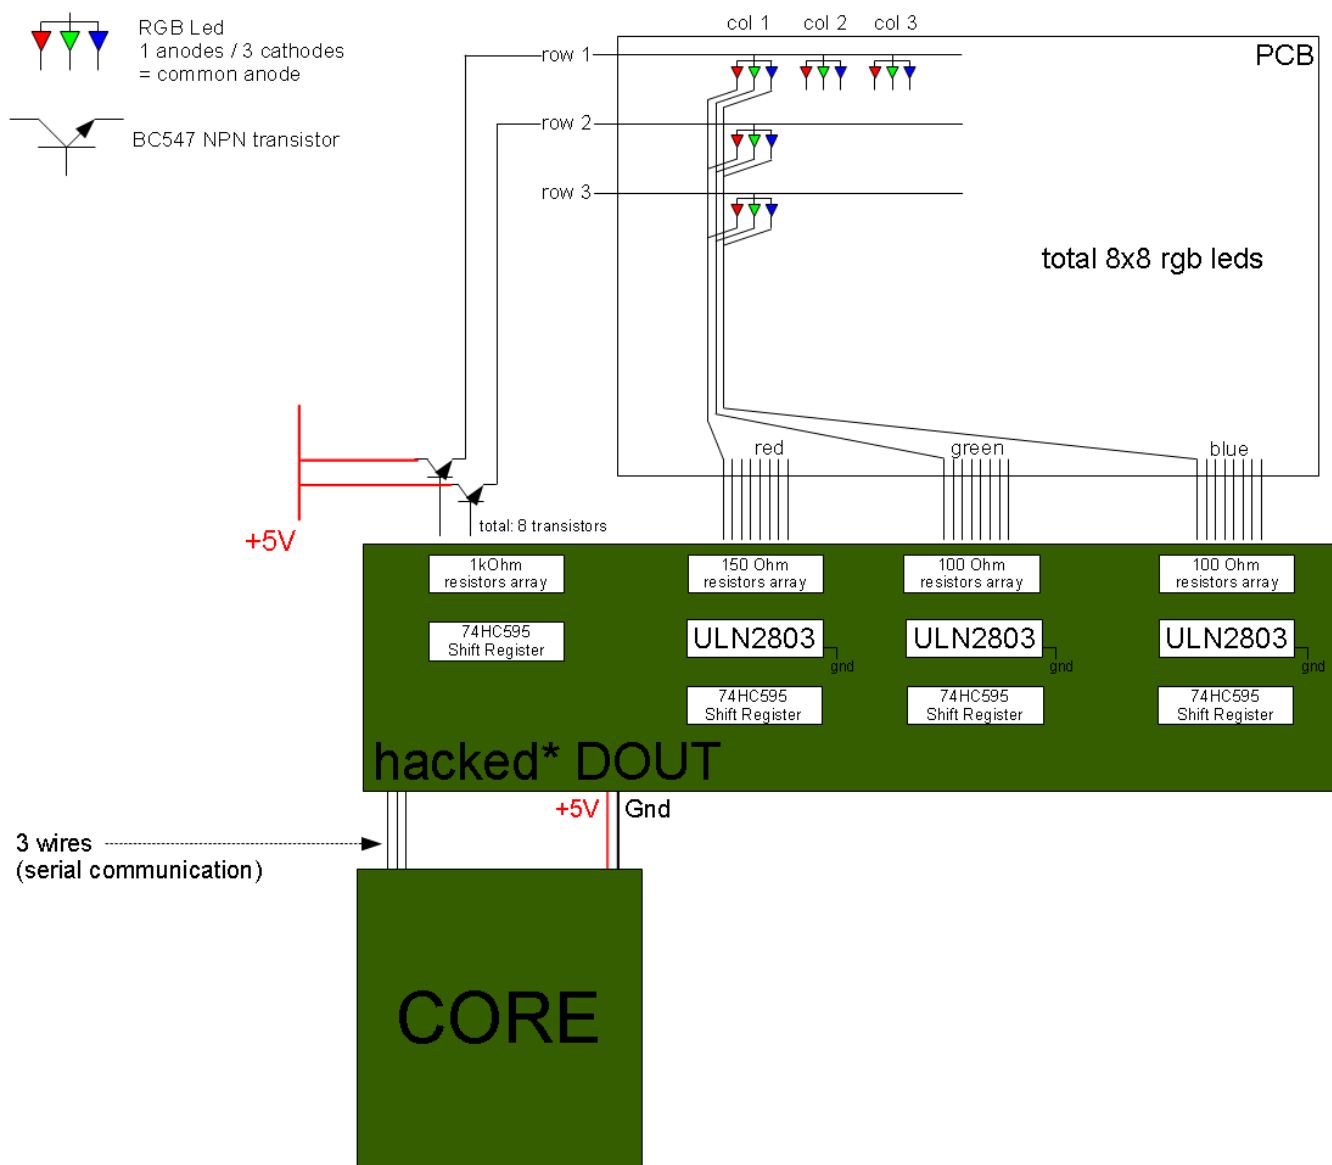 RGB Led
1 anodes / 3 cathodes
= common anode
BC547 NPN transistor
col 1 col 2 col 3
PCB
row 1
row 2
row 3
total 8x8 rgb leds
red green blue
+5V
total: 8 transistors
1kOhm
resistors array
150 Ohm
resistors array
100 Ohm
resistors array
100 Ohm
resistors array
74HC595
Shift Register
ULN2803
gnd
ULN2803
gnd
ULN2803
gnd
74HC595
Shift Register
74HC595
Shift Register
74HC595
Shift Register
hacked* DOUT
+5V Gnd
3 wires
(serial communication)
CORE